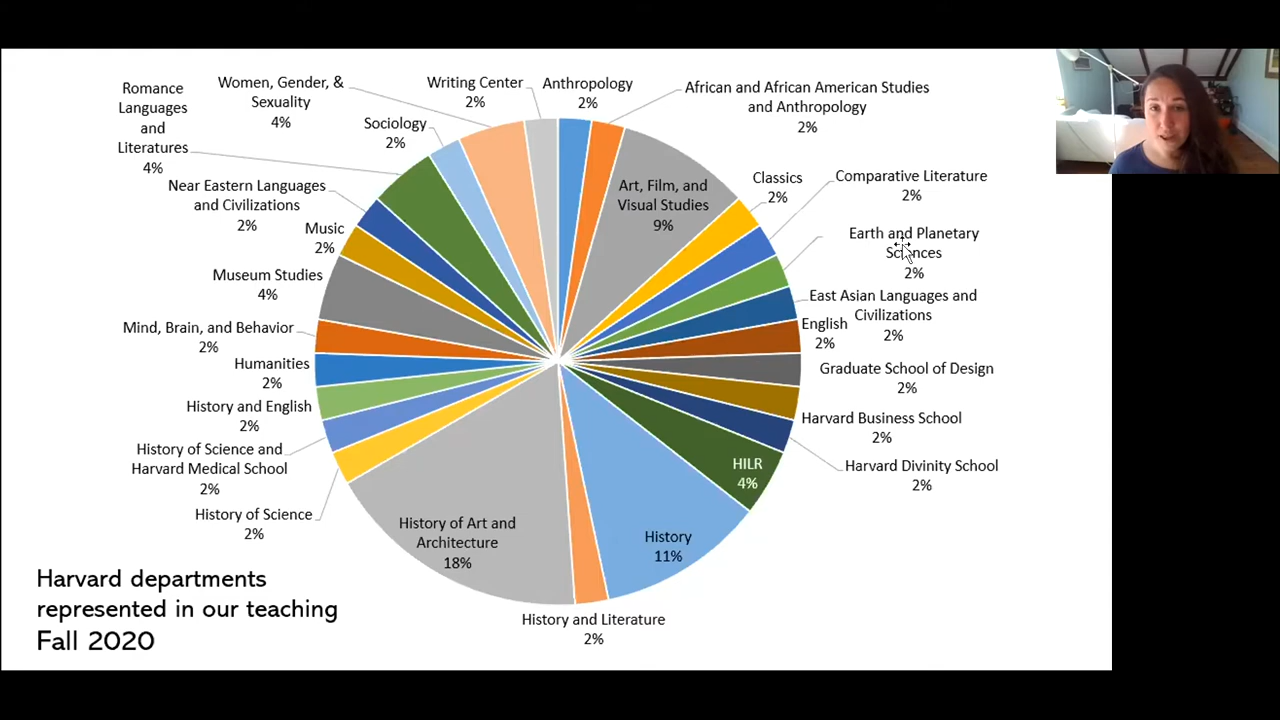 Romance
Languages
and
Literatures
4%
Women, Gender, &
Sexuality
4%
Writing Center
2%
Anthropology
2%
African and African American Studies
and Anthropology
2%
Sociology
2%
Near Eastern Languages
and Civilizations
2%
Art, Film, and
Visual Studies
9%
Classics
2%
Comparative Literature
2%
Music
2%
Earth and Planetary
Sciences
2%
Museum Studies
4%
East Asian Languages and
Civilizations
2%
Mind, Brain, and Behavior
2%
English
2%
Humanities
2%
Graduate School of Design
2%
History and English
2%
Harvard Business School
2%
History of Science and
Harvard Medical School
2%
HILR
4%
Harvard Divinity School
2%
History of Science
2%
History of Art and
Architecture
18%
History
11%
History and Literature
2%
Harvard departments
represented in our teaching
Fall 2020